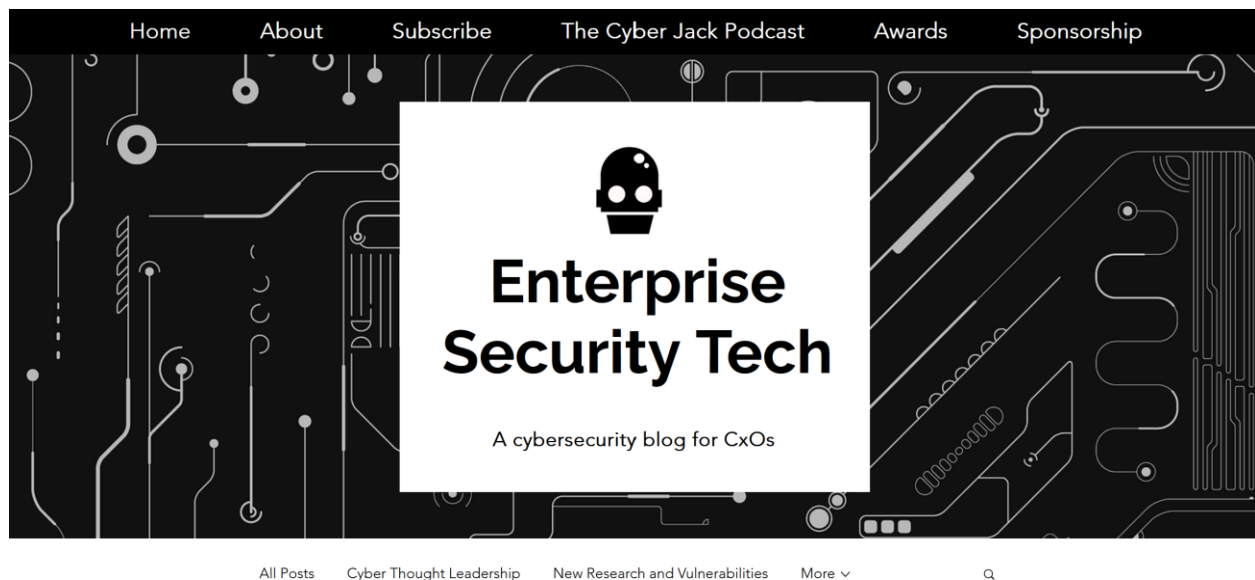 Home About Subscribe The Cyber Jack Podcast Awards Sponsorship
Enterprise
Security Tech
A cybersecurity blog for CxOs
All Posts Cyber Thought Leadership New Research and Vulnerabilities More